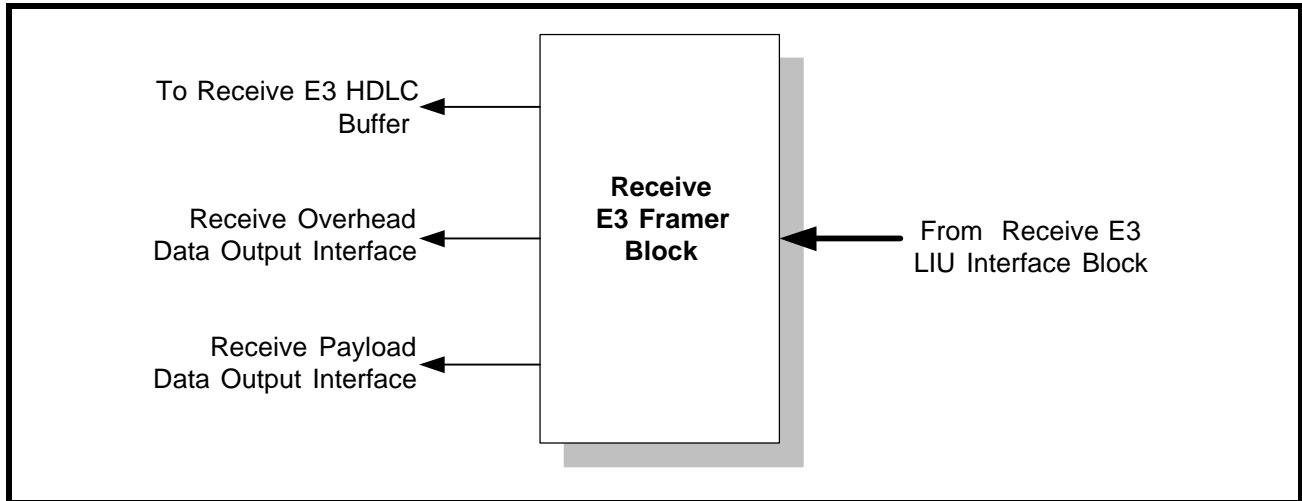 To Receive E3 HDLC
Buffer
Receive Overhead
Data Output Interface
Receive Payload
Data Output Interface
Receive
E3 Framer
Block
From Receive E3
LIU Interface Block